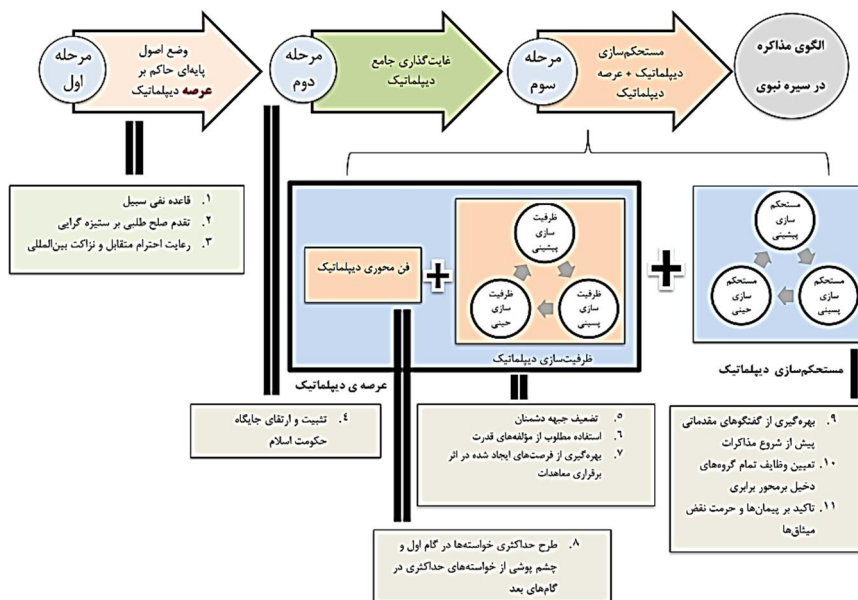 مرحله
اول
وضع اصول
پایه‌ای حاکم بر
عرصه دیپلماتیک
مرحله
دوم
غایت‌گذاری جامع
دیپلماتیک
مرحله
سوم
مستحکم‌سازی
دیپلماتیک + عرصه
دیپلماتیک
الگوی مذاکره
در سیره نبوی
۱. قاعده نفی سبیل
۲. تقدم صلح طلبی بر ستیزه گرایی
۳. رعایت احترام متقابل و نزاکت بین‌المللی
فن محوری دیپلماتیک
+
ظرفیت
سازی
پیشینی
ظرفیت
سازی
پسینی
ظرفیت
سازی
حینی
ظرفیت‌سازی دیپلماتیک
عرصه ی دیپلماتیک
+
مستحکم
سازی
پیشینی
مستحکم
سازی
پسینی
مستحکم
سازی
حینی
مستحکم‌سازی دیپلماتیک
۴. تثبیت و ارتقای جایگاه
حکومت اسلام
۵. تضعیف جبهه دشمنان
۶. استفاده مطلوب از مؤلفه‌های قدرت
۷. بهره‌گیری از فرصت‌های ایجاد شده در اثر
برقراری معاهدات
۸. طرح حداکثری خواسته‌ها در گام اول و
چشم پوشی از خواسته‌های حداکثری در
گام‌های بعد
۹. بهره‌گیری از گفتگوهای مقدماتی
پیش از شروع مذاکرات
۱۰. تعیین وظایف تمام گروه‌های
دخیل برمحور برابری
۱۱. تاکید بر پیمان‌ها و حرمت نقض
میثاق‌ها